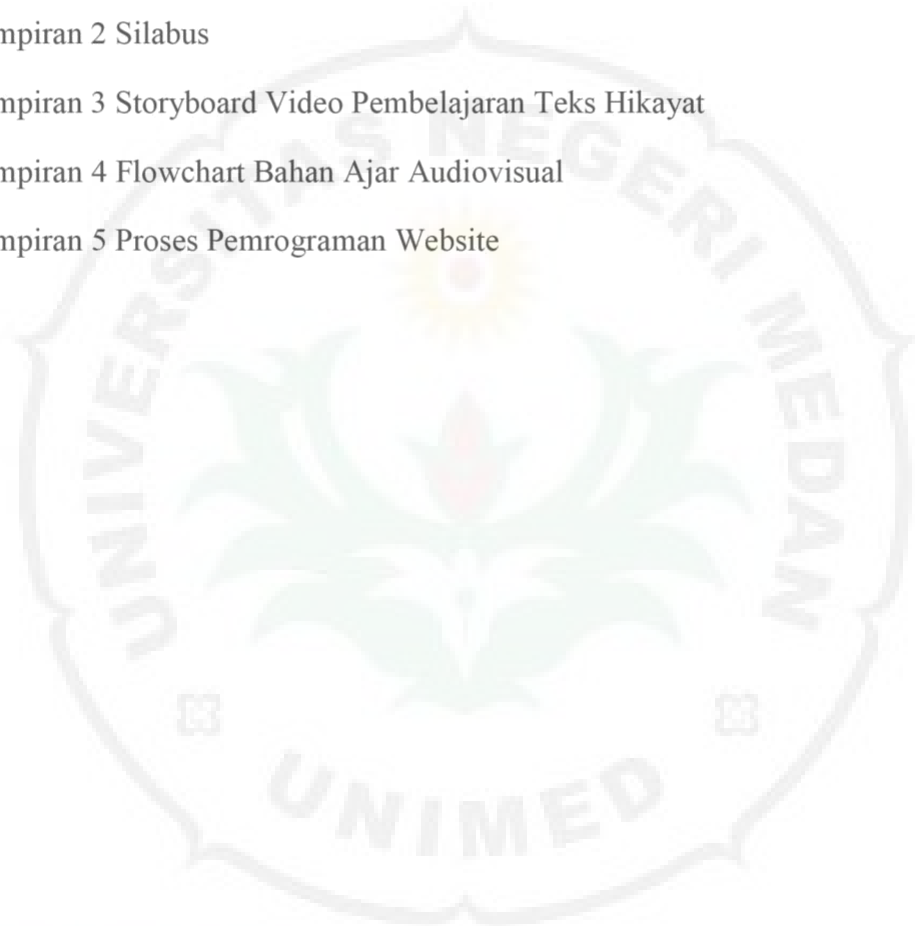 mpiran 2 Silabus
mpiran 3 Storyboard Video Pembelajaran Teks Hikayat
mpiran 4 Flowchart Bahan Ajar Audiovisual
mpiran 5 Proses Pemrograman Website
UNIVERSITAS NEGERI MEDAN
UNIMED